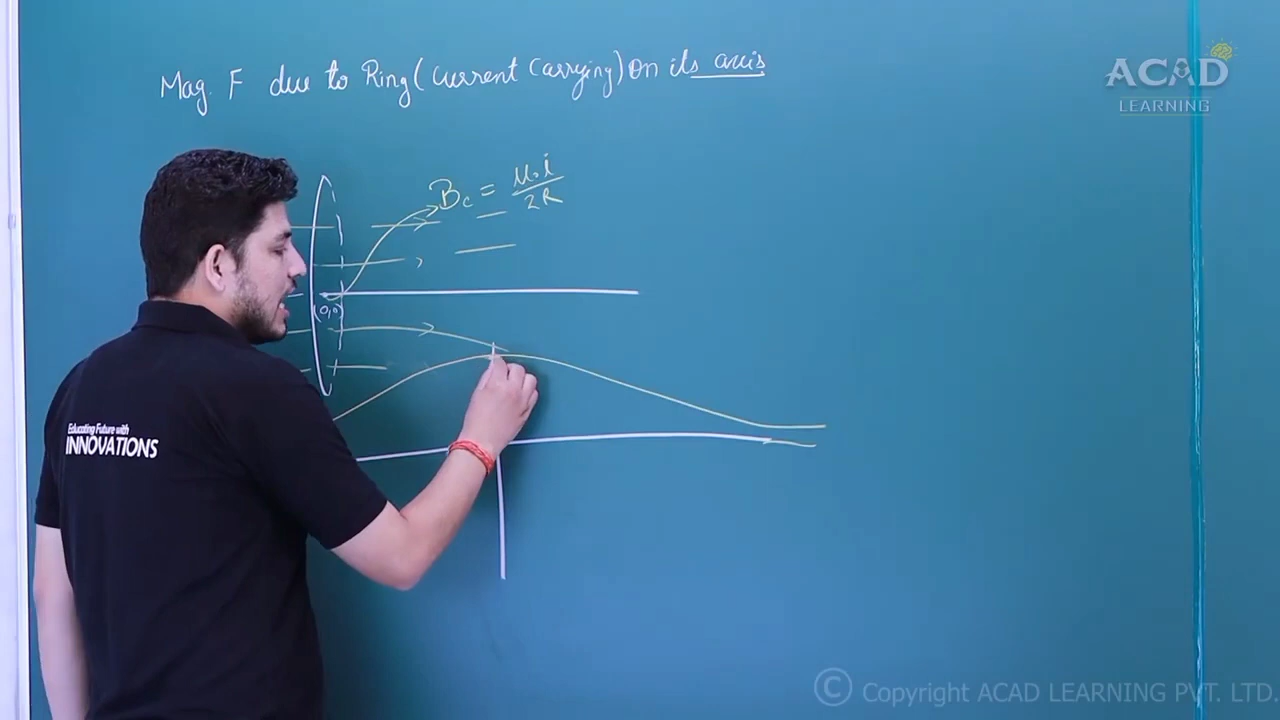 Mag. F due to Ring (Current Carrying) On its axis
ACAD
LEARNING
Bc = μ0i / 2R
(0,0)
Educating Future with
INNOVATIONS
© Copyright ACAD LEARNING PVT. LTD.